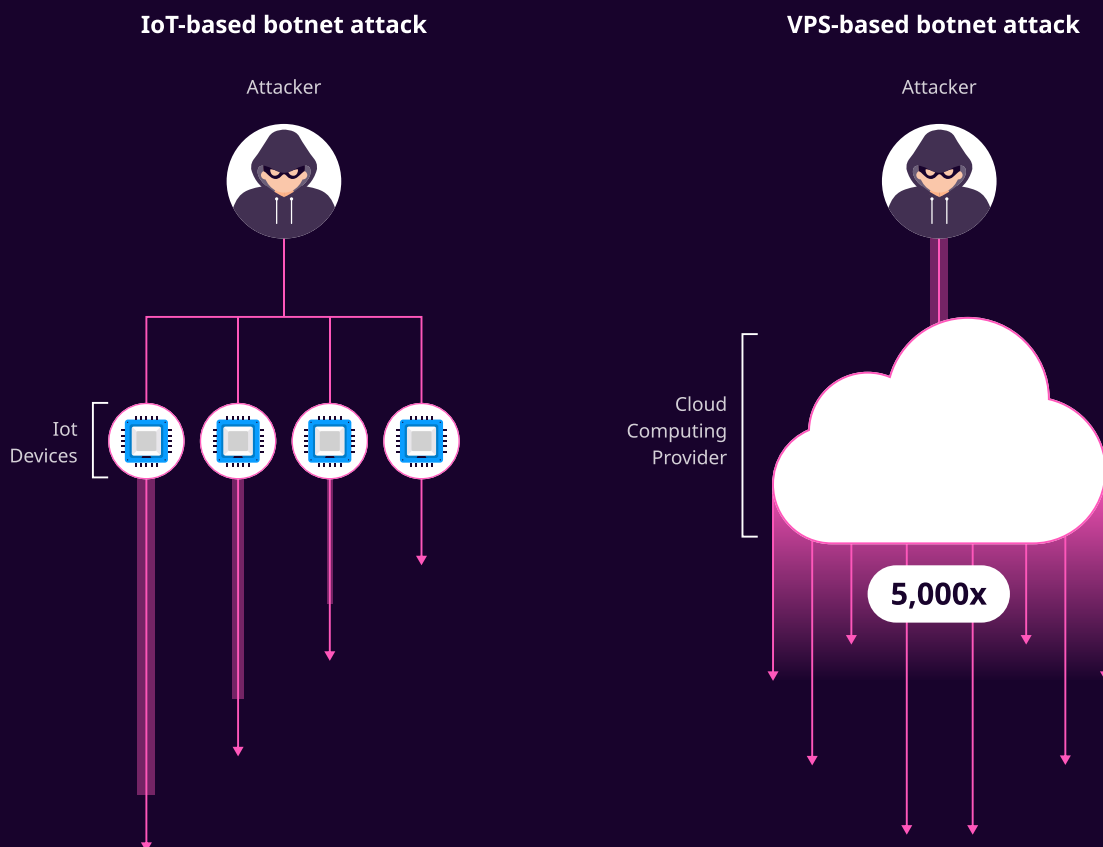 IoT-based botnet attack
Attacker
Iot
Devices
VPS-based botnet attack
Attacker
Cloud
Computing
Provider
5,000x